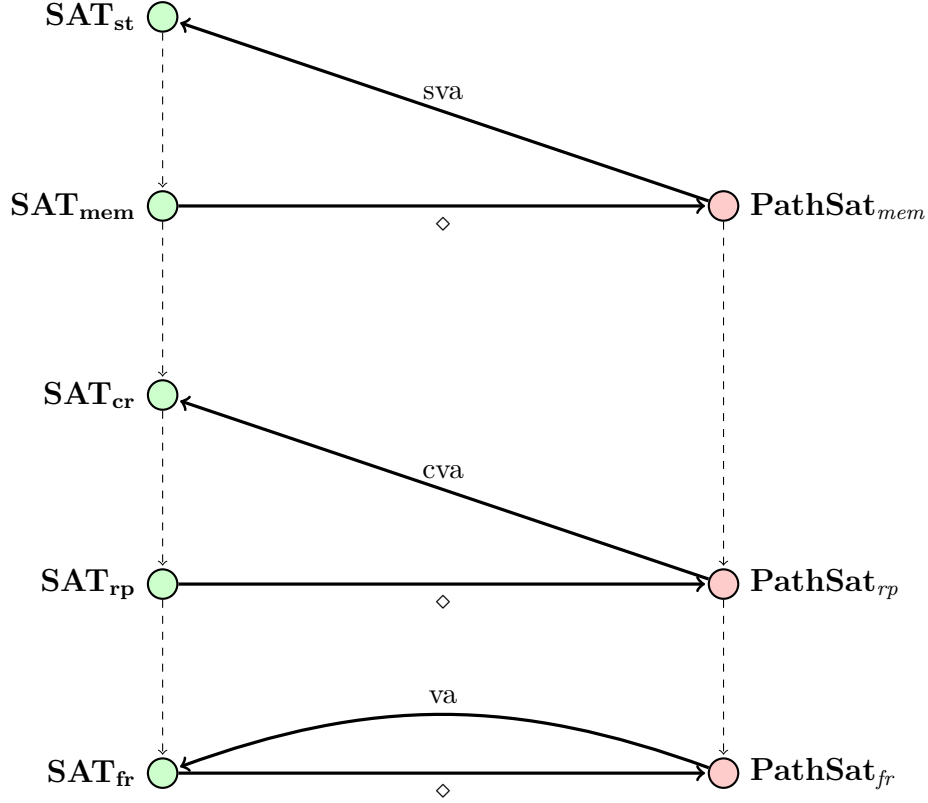 SAT_st
sva
SAT_mem
◇
PathSat_mem
SAT_cr
cva
SAT_rp
◇
PathSat_rp
va
SAT_fr
◇
PathSat_fr